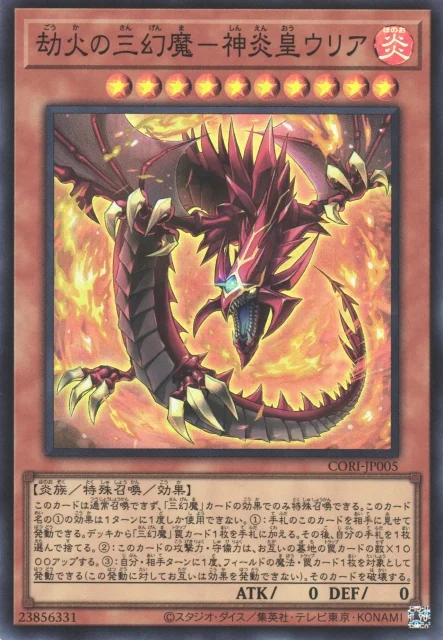 劫火の三幻魔－神炎皇ウリア
炎
CORI-JP005
【炎族／特殊召喚／効果】
このカードは通常召喚できず、「三幻魔」カードの効果でのみ特殊召喚できる。このカード
名の①の効果は1ターンに1度しか使用できない。①：手札のこのカードを相手に見せて
発動できる。デッキから「三幻魔」罠カード1枚を手札に加える。その後、自分の手札を1枚
選んで捨てる。②：このカードの攻撃力・守備力は、お互いの墓地の罠カードの数×10
00アップする。③：自分・相手ターンに1度、フィールドの魔法・罠カード1枚を対象として
発動できる（この発動に対してお互いは効果を発動できない）。そのカードを破壊する。
ATK/ 0 DEF/ 0
23856331 ©スタジオ・ダイス／集英社・テレビ東京・KONAMI